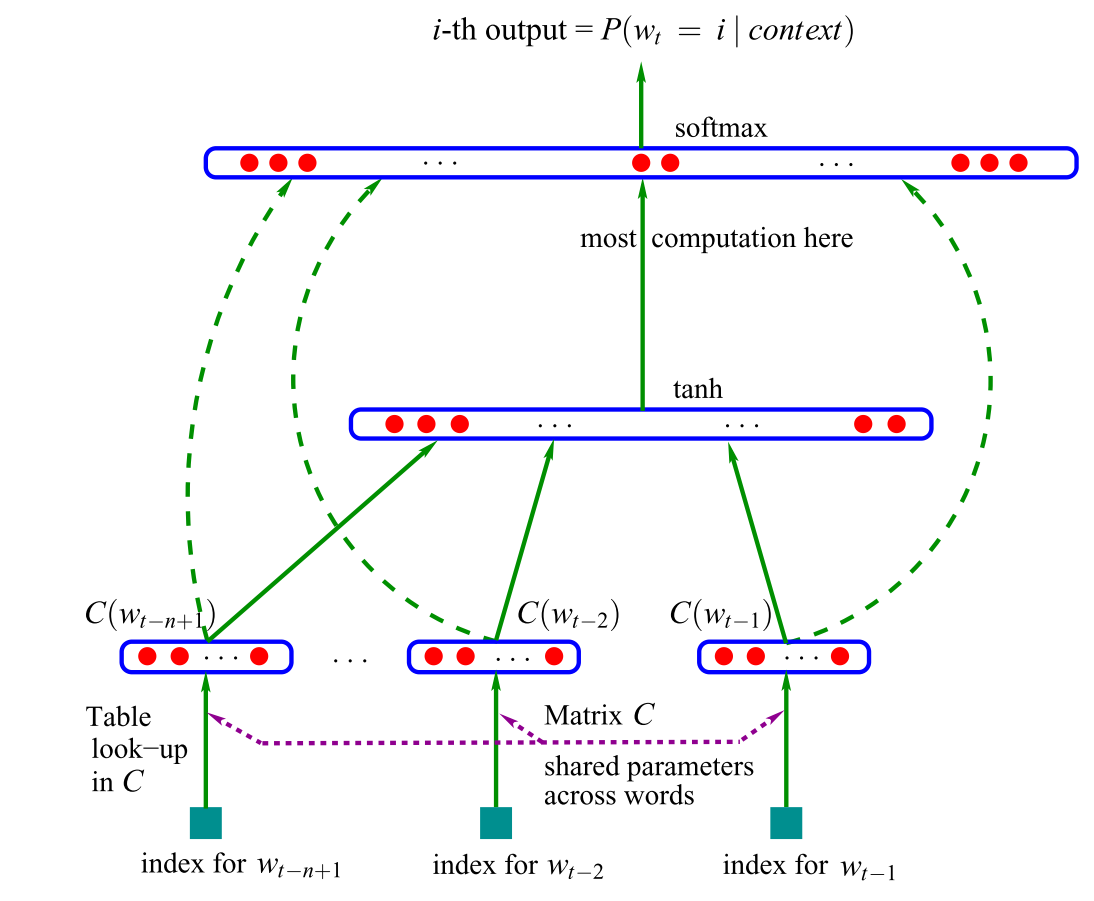 i-th output = P(w_t = i | context)
softmax
. . .
. . .
most computation here
tanh
. . .
. . .
C(w_{t−n+1})
C(w_{t−2})
C(w_{t−1})
. . .
. . .
. . .
. . .
Table
look−up
in C
Matrix C
shared parameters
across words
index for w_{t−n+1}
index for w_{t−2}
index for w_{t−1}